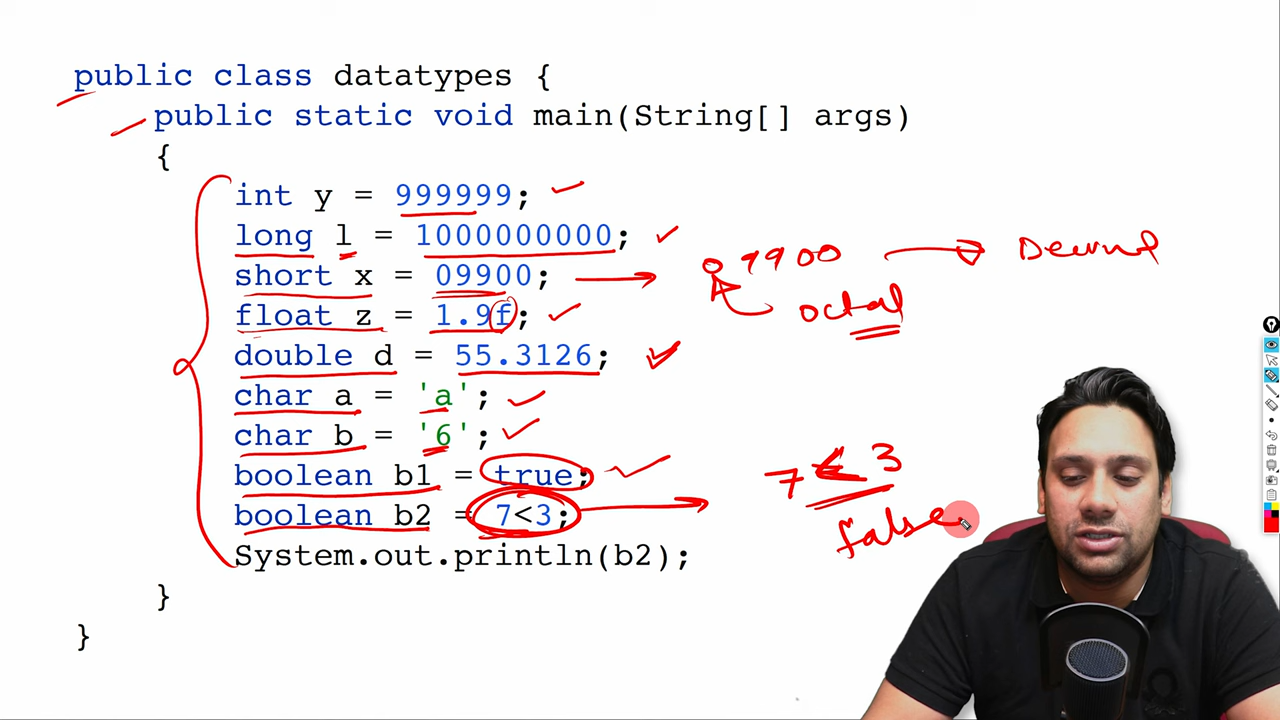 public class datatypes {
public static void main(String[] args)
{
int y = 999999;
long l = 1000000000;
short x = 09900;
float z = 1.9f;
double d = 55.3126;
char a = 'a';
char b = '6';
boolean b1 = true;
boolean b2 = 7<3;
System.out.println(b2);
}
}
09900
octal
7 < 3
false